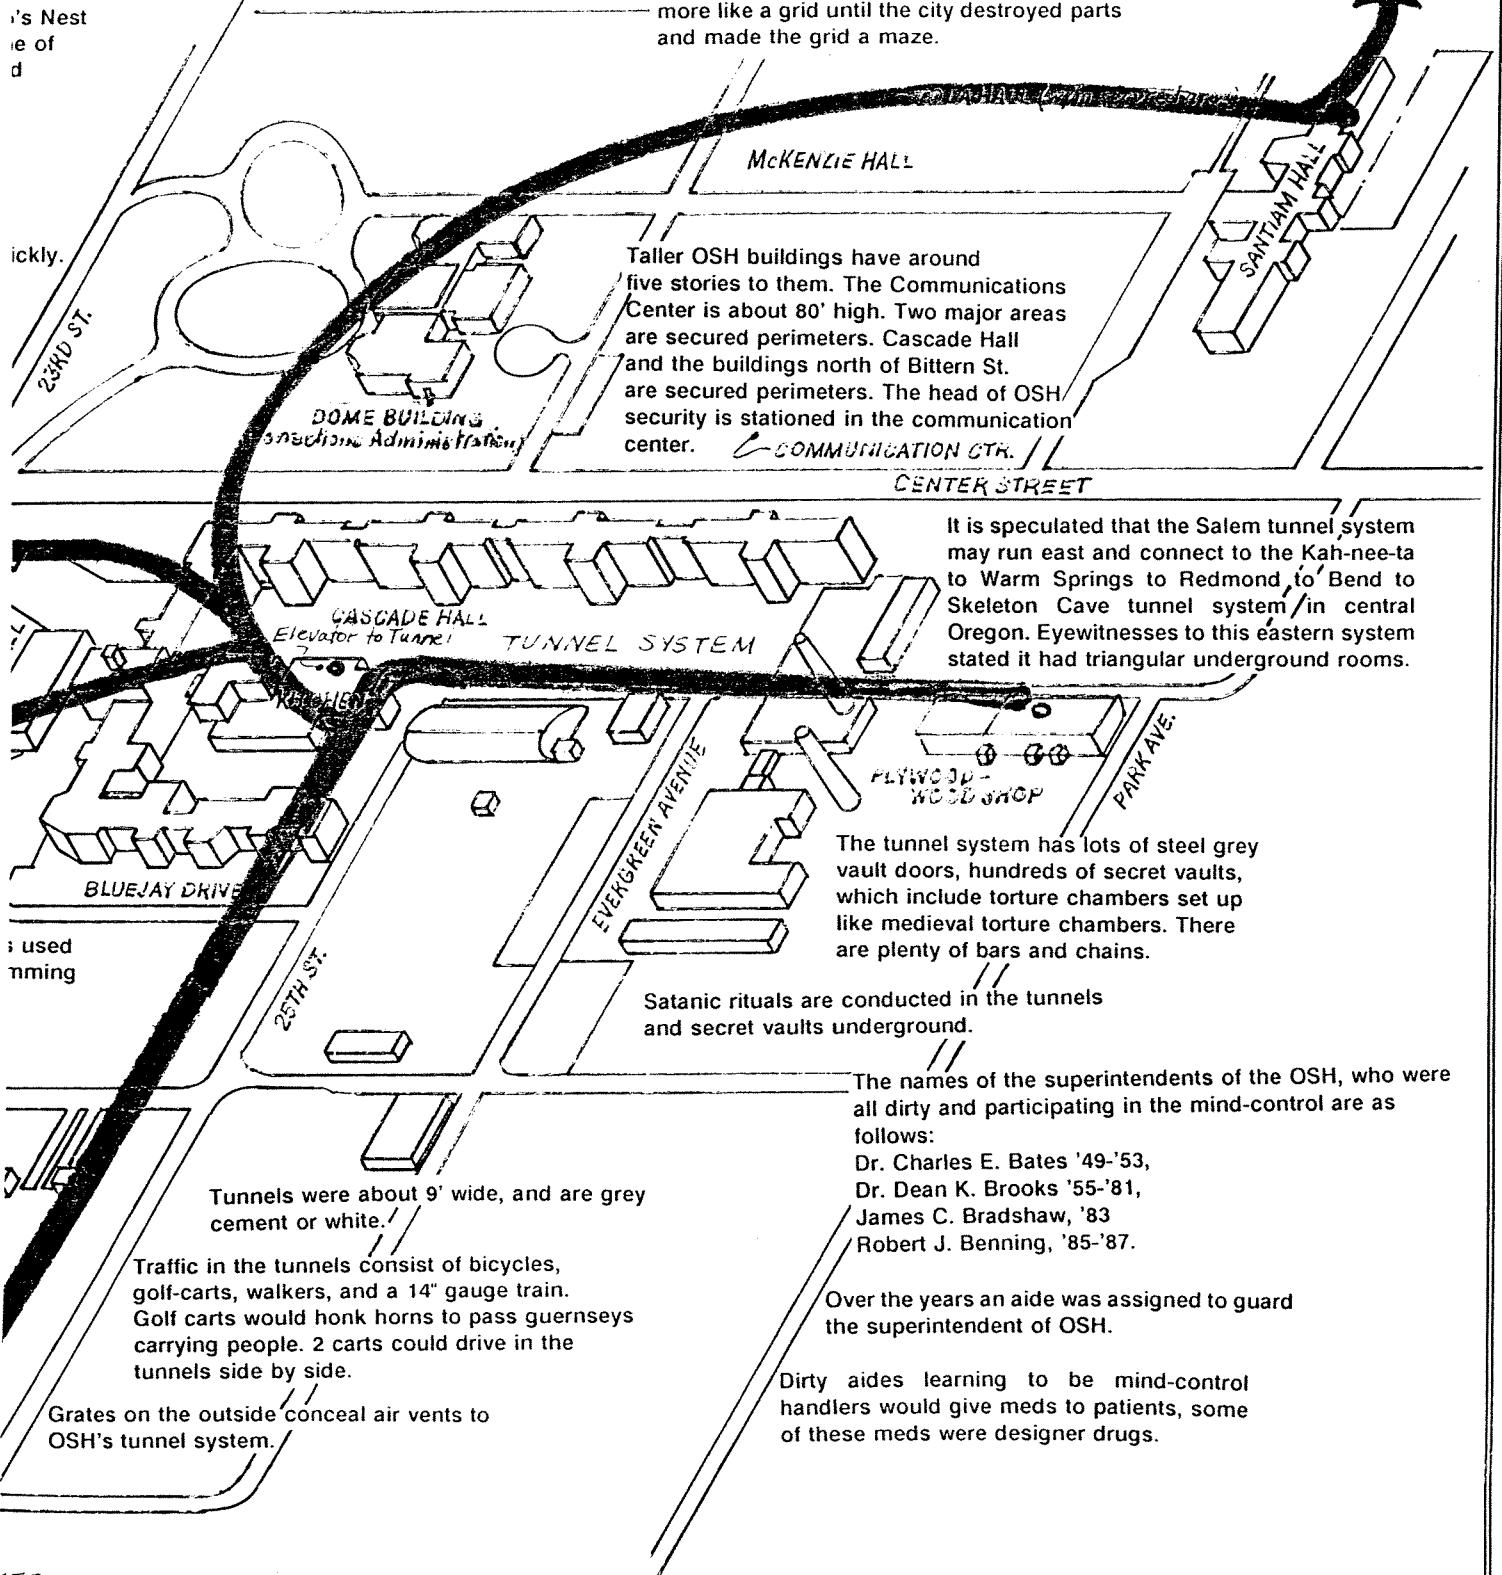 's Nest
e of
d
more like a grid until the city destroyed parts
and made the grid a maze.
McKENZIE HALL
SANTIAM HALL
ickly.
23RD ST.
Taller OSH buildings have around
five stories to them. The Communications
Center is about 80' high. Two major areas
are secured perimeters. Cascade Hall
and the buildings north of Bittern St.
are secured perimeters. The head of OSH
security is stationed in the communication
center.
COMMUNICATION CTR.
DOME BUILDING
Administration)
CENTER STREET
It is speculated that the Salem tunnel system
may run east and connect to the Kah-nee-ta
to Warm Springs to Redmond to Bend to
Skeleton Cave tunnel system in central
Oregon. Eyewitnesses to this eastern system
stated it had triangular underground rooms.
CASCADE HALL
Elevator to Tunnel
TUNNEL SYSTEM
KITCHEN
PLYWOOD -
WOOD SHOP
PARK AVE.
EVERGREEN AVENUE
The tunnel system has lots of steel grey
vault doors, hundreds of secret vaults,
which include torture chambers set up
like medieval torture chambers. There
are plenty of bars and chains.
BLUEJAY DRIVE
s used
mming
25TH ST.
Satanic rituals are conducted in the tunnels
and secret vaults underground.
The names of the superintendents of the OSH, who were
all dirty and participating in the mind-control are as
follows:
Dr. Charles E. Bates '49-'53,
Dr. Dean K. Brooks '55-'81,
James C. Bradshaw, '83
Robert J. Benning, '85-'87.
Tunnels were about 9' wide, and are grey
cement or white.
Traffic in the tunnels consist of bicycles,
golf-carts, walkers, and a 14" gauge train.
Golf carts would honk horns to pass guernseys
carrying people. 2 carts could drive in the
tunnels side by side.
Over the years an aide was assigned to guard
the superintendent of OSH.
Dirty aides learning to be mind-control
handlers would give meds to patients, some
of these meds were designer drugs.
Grates on the outside conceal air vents to
OSH's tunnel system.